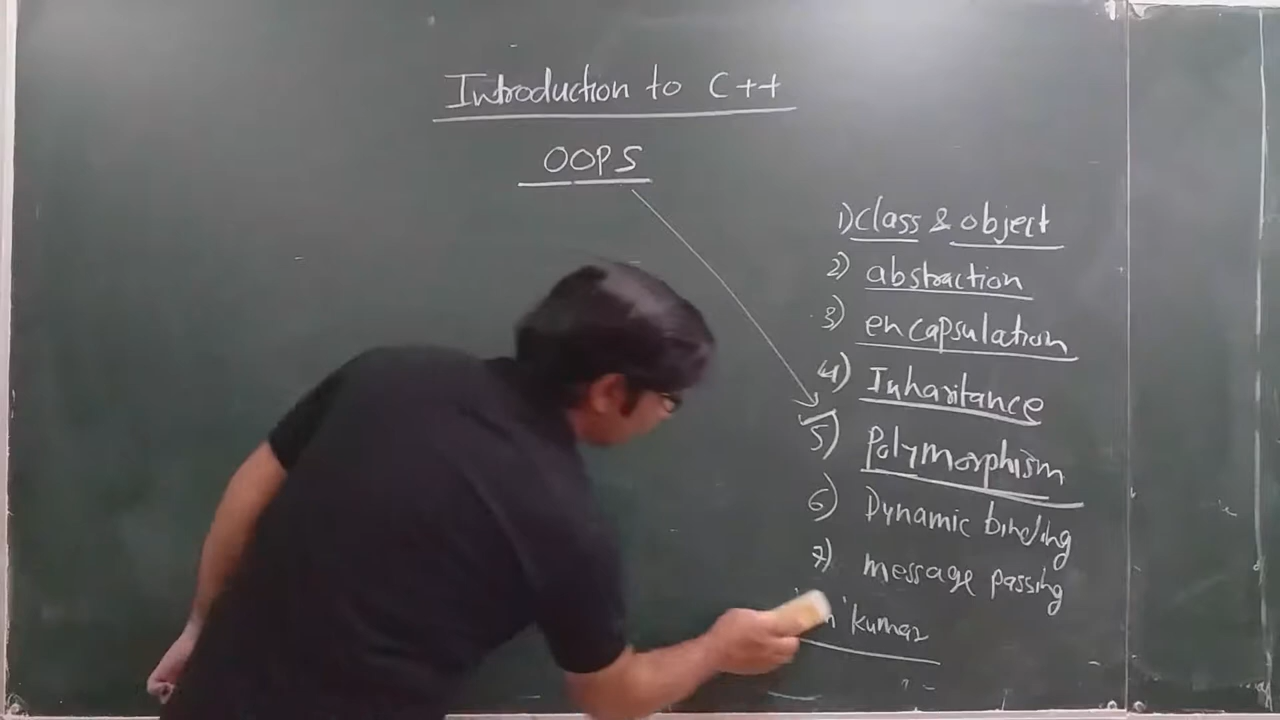 Introduction to C++
OOPS
1) class & object
2) abstraction
3) encapsulation
4) Inharitance
5) Polymorphism
6) Dynamic binding
7) message passing
kumar